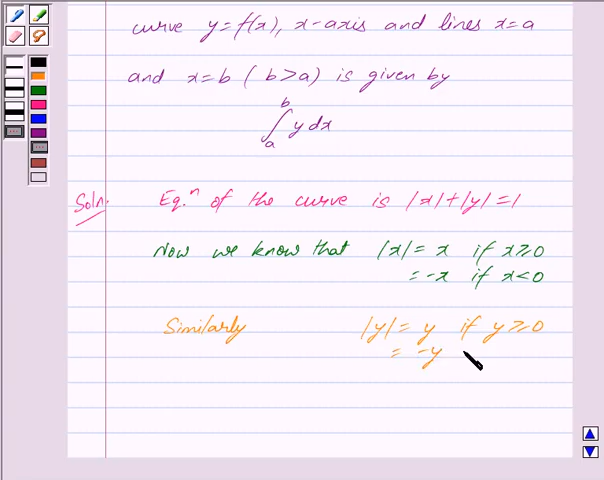 curve y=f(x), x-axis and lines x=a
and x=b (b>a) is given by
∫ₐᵇ y dx
Soln. Eq.ⁿ of the curve is |x|+|y|=1
Now we know that |x| = x if x≥0
= -x if x<0
Similarly |y| = y if y≥0
= -y